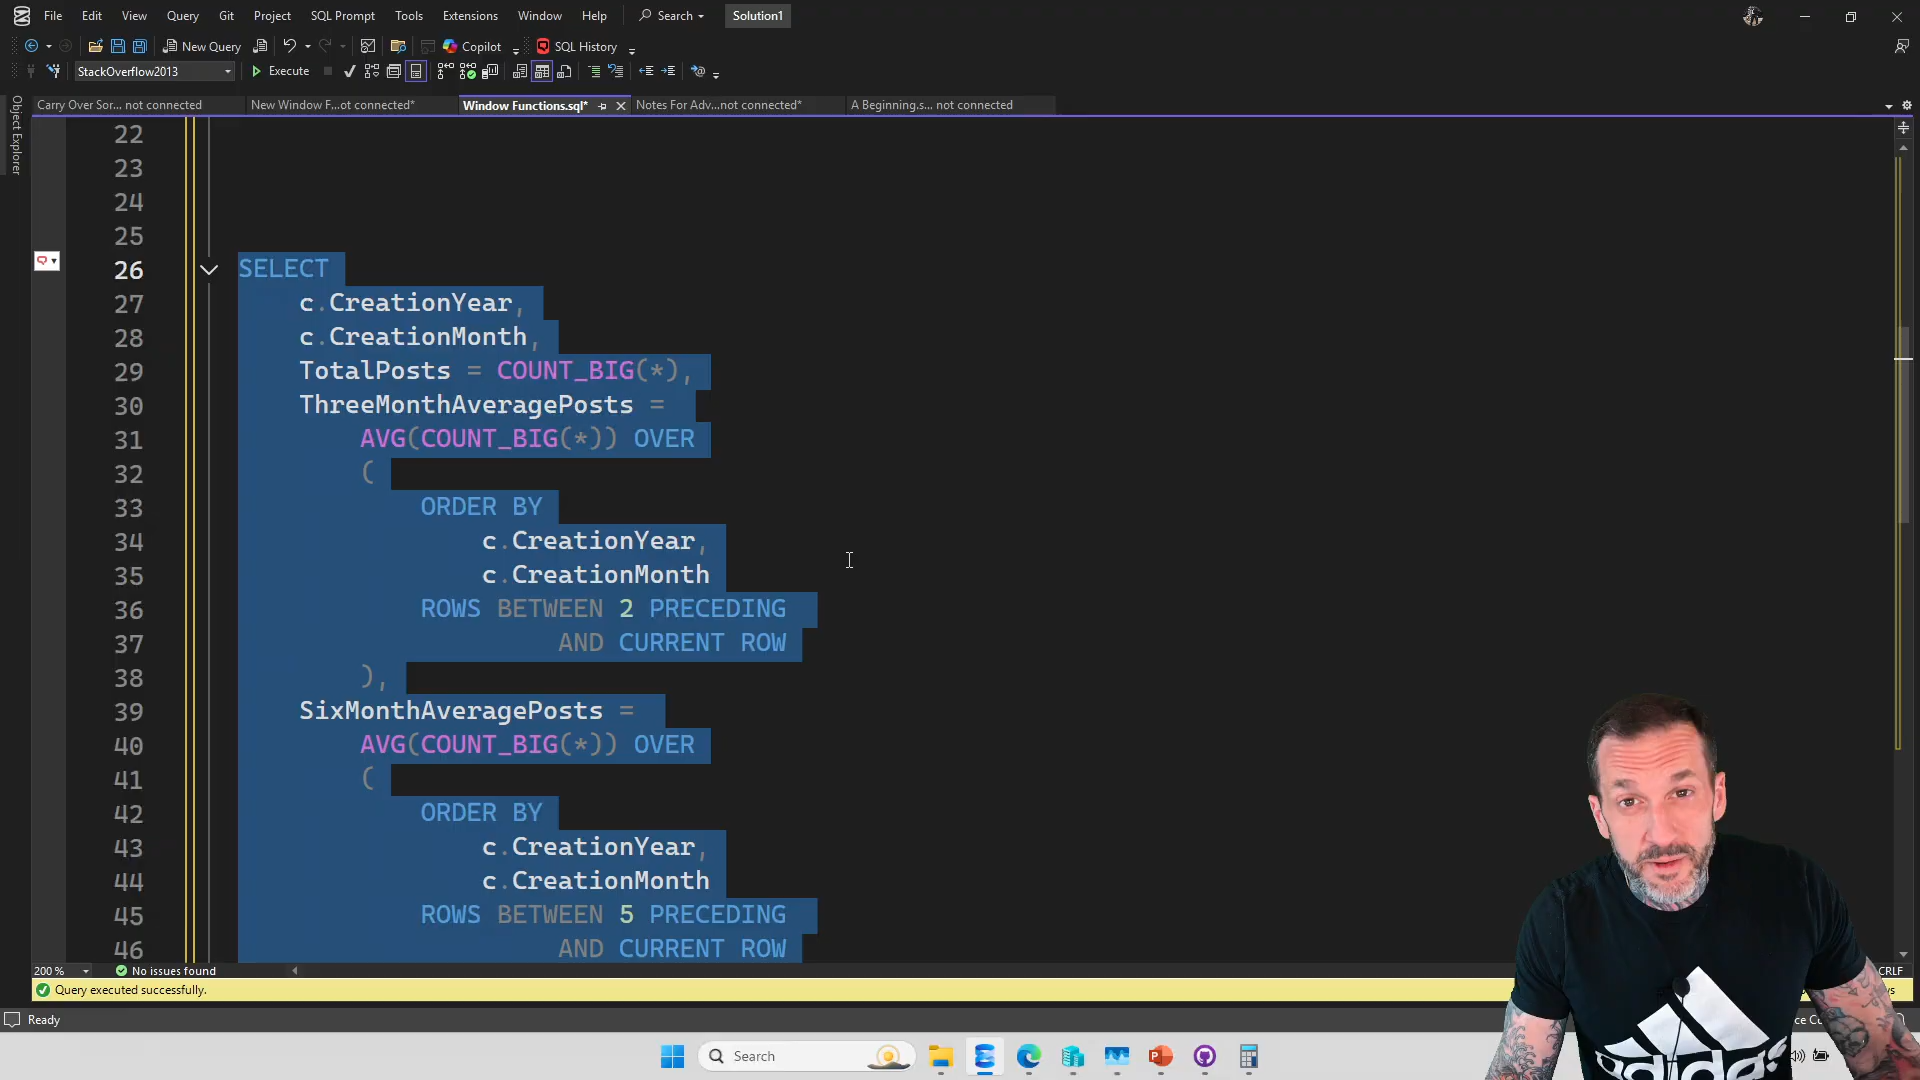 File Edit View Query Git Project SQL Prompt Tools Extensions Window Help Search Solution1
New Query Copilot SQL History
StackOverflow2013 Execute
Carry Over Sor... not connected New Window F...ot connected* Window Functions.sql* Notes For Adv...not connected* A Beginning.s... not connected
Object Explorer
22
23
24
25
26 SELECT
27 c.CreationYear,
28 c.CreationMonth,
29 TotalPosts = COUNT_BIG(*),
30 ThreeMonthAveragePosts =
31 AVG(COUNT_BIG(*)) OVER
32 (
33 ORDER BY
34 c.CreationYear,
35 c.CreationMonth
36 ROWS BETWEEN 2 PRECEDING
37 AND CURRENT ROW
38 ),
39 SixMonthAveragePosts =
40 AVG(COUNT_BIG(*)) OVER
41 (
42 ORDER BY
43 c.CreationYear,
44 c.CreationMonth
45 ROWS BETWEEN 5 PRECEDING
46 AND CURRENT ROW
200 % No issues found CRLF
Query executed successfully.
Ready
Search
adidas